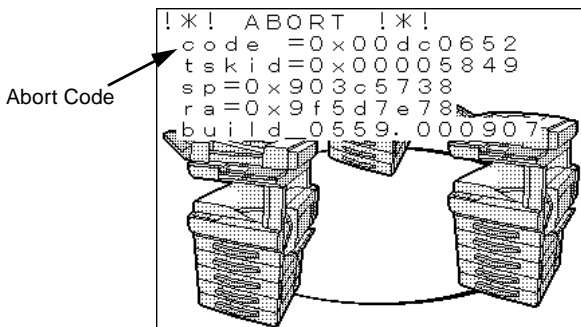 !*! ABORT !*!
code =0x00dc0652
tskid=0x00005849
sp=0x903c5738
ra=0x9f5d7e78
build_0559.000907
Abort Code